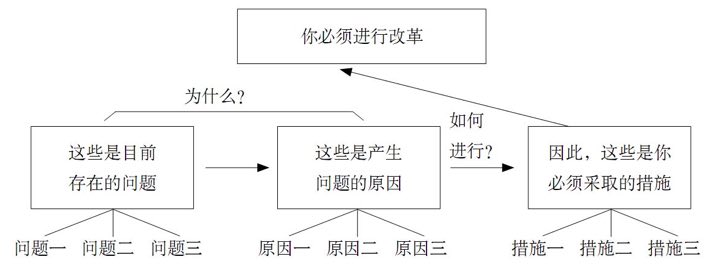 你必须进行改革
为什么?
如何
进行?
这些是目前
存在的问题
这些是产生
问题的原因
因此，这些是你
必须采取的措施
问题一 问题二 问题三
原因一 原因二 原因三
措施一 措施二 措施三